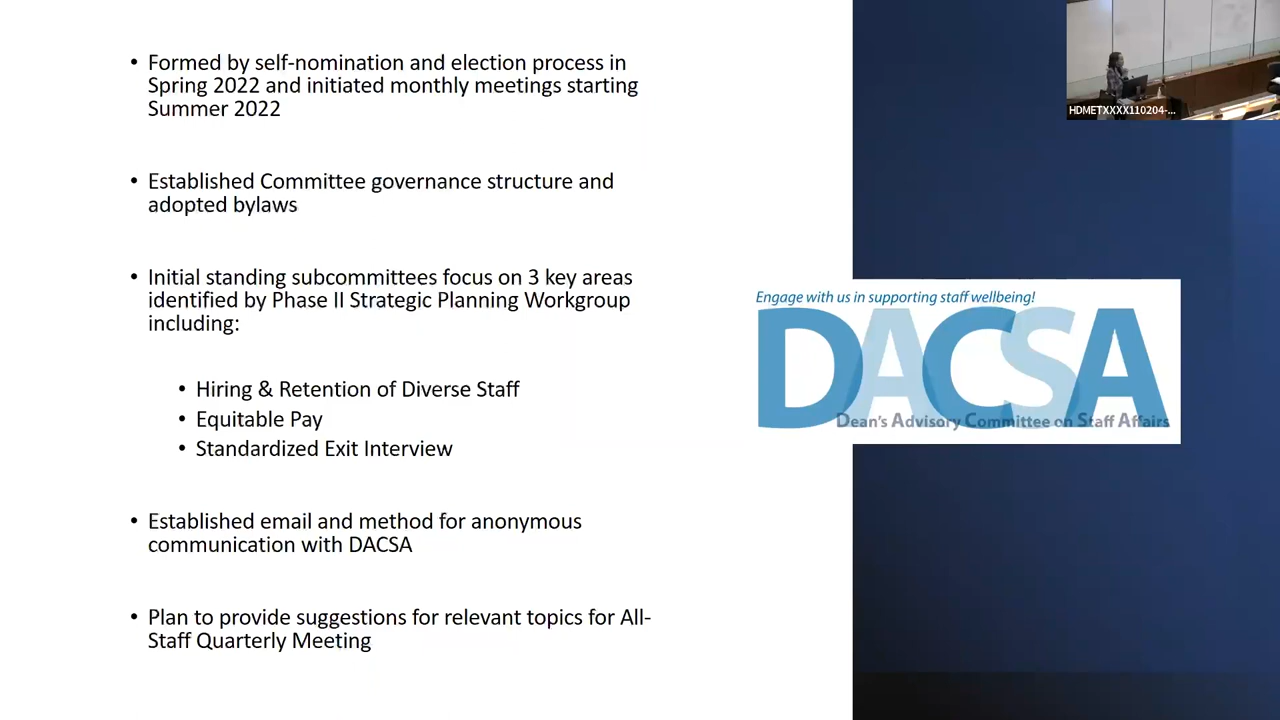 • Formed by self-nomination and election process in
Spring 2022 and initiated monthly meetings starting
Summer 2022
• Established Committee governance structure and
adopted bylaws
• Initial standing subcommittees focus on 3 key areas
identified by Phase II Strategic Planning Workgroup
including:
• Hiring & Retention of Diverse Staff
• Equitable Pay
• Standardized Exit Interview
• Established email and method for anonymous
communication with DACSA
• Plan to provide suggestions for relevant topics for All-
Staff Quarterly Meeting
HDMETXXXX110204-...
Engage with us in supporting staff wellbeing!
DACSA
Dean's Advisory Committee on Staff Affairs